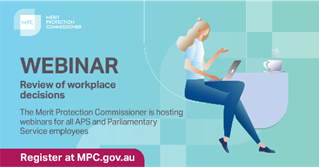 MPC
MERIT
PROTECTION
COMMISSIONER
WEBINAR
Review of workplace
decisions
The Merit Protection Commissioner is hosting
webinars for all APS and Parliamentary
Service employees
Register at MPC.gov.au